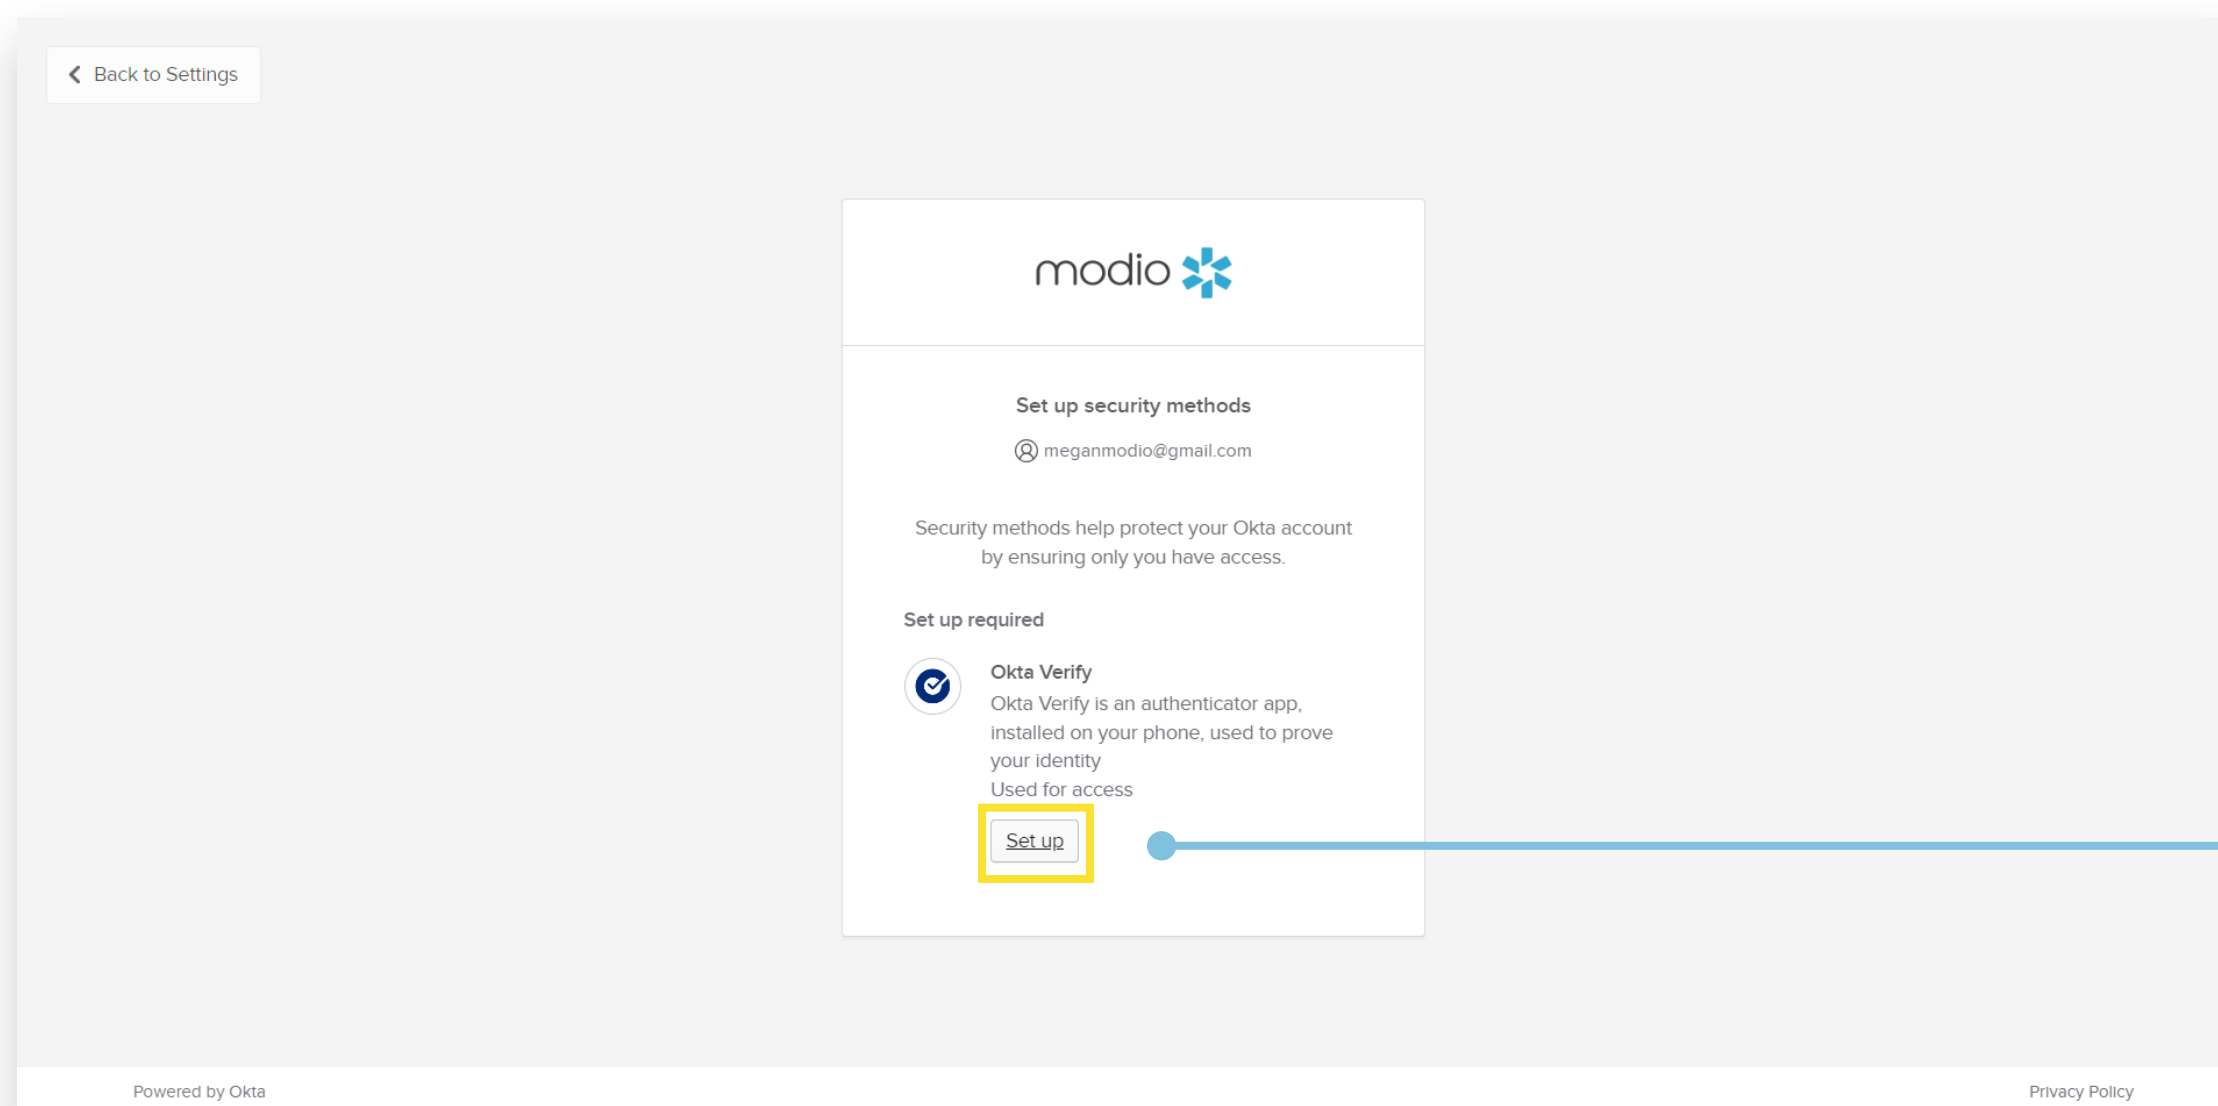 Back to Settings
modio
Set up security methods
meganmodio@gmail.com
Security methods help protect your Okta account
by ensuring only you have access.
Set up required
Okta Verify
Okta Verify is an authenticator app,
installed on your phone, used to prove
your identity
Used for access
Set up
Powered by Okta
Privacy Policy